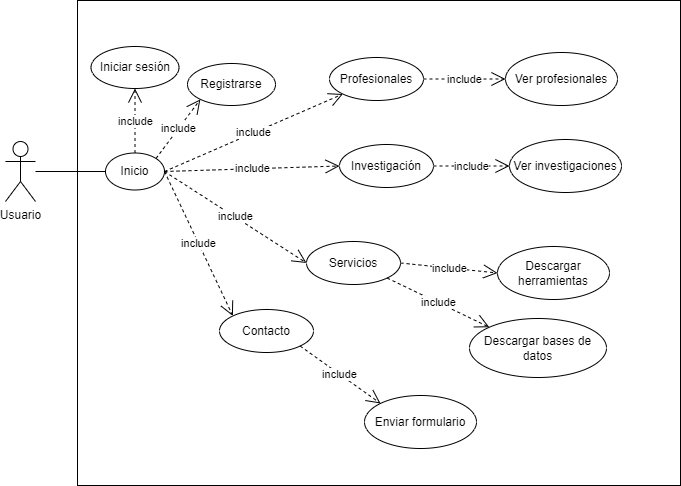 Iniciar sesión
Registrarse
include
include
Profesionales
include
Ver profesionales
include
Usuario
Inicio
include
Investigación
include
Ver investigaciones
include
Servicios
include
Descargar
herramientas
include
Descargar bases de
datos
include
Contacto
include
Enviar formulario